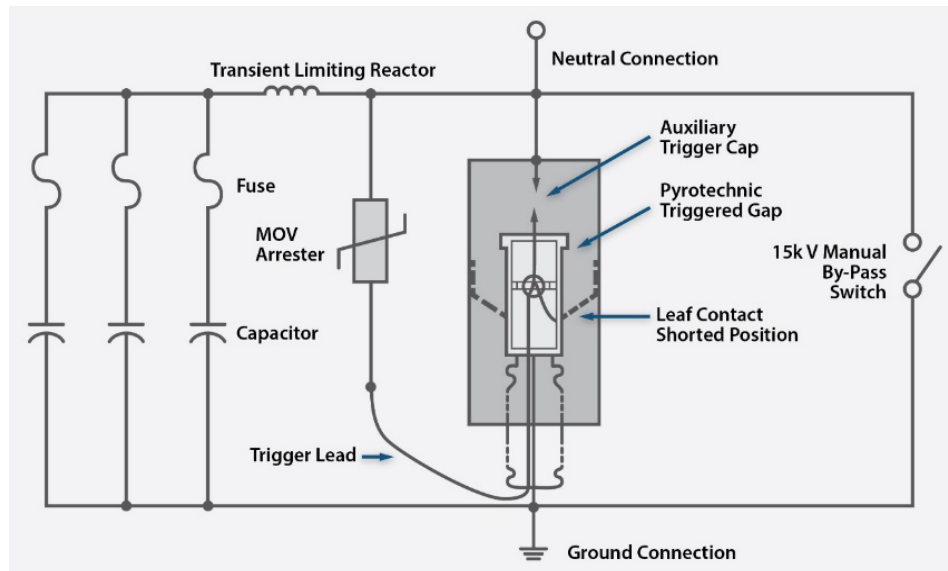 Neutral Connection
Transient Limiting Reactor
Auxiliary
Trigger Cap
Fuse
Pyrotechnic
Triggered Gap
MOV
Arrester
15k V Manual
By-Pass
Switch
Capacitor
Leaf Contact
Shorted Position
Trigger Lead
Ground Connection